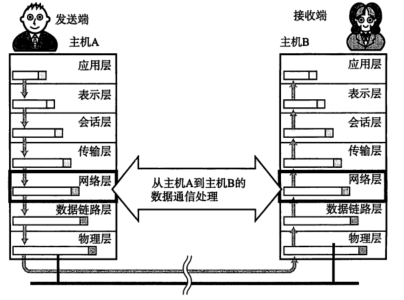 发送端
接收端
主机A
主机B
应用层
表示层
会话层
传输层
网络层
数据链路层
物理层
从主机A到主机B的
数据通信处理
应用层
表示层
会话层
传输层
网络层
数据链路层
物理层